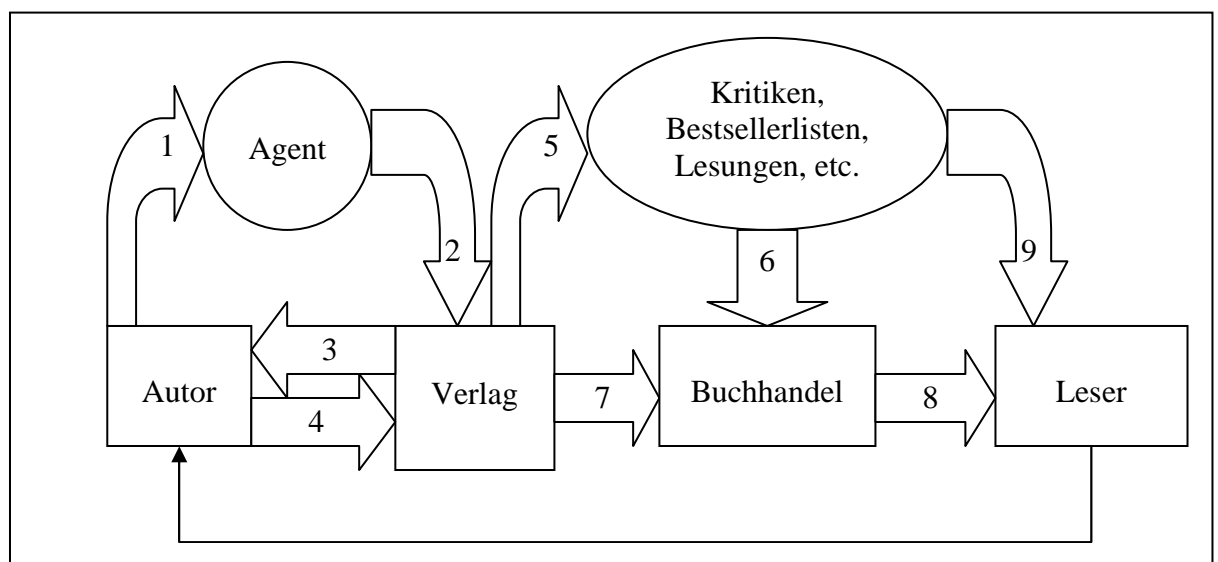 1
Agent
2
5
Kritiken,
Bestsellerlisten,
Lesungen, etc.
6
9
Autor
3
4
Verlag
7
Buchhandel
8
Leser